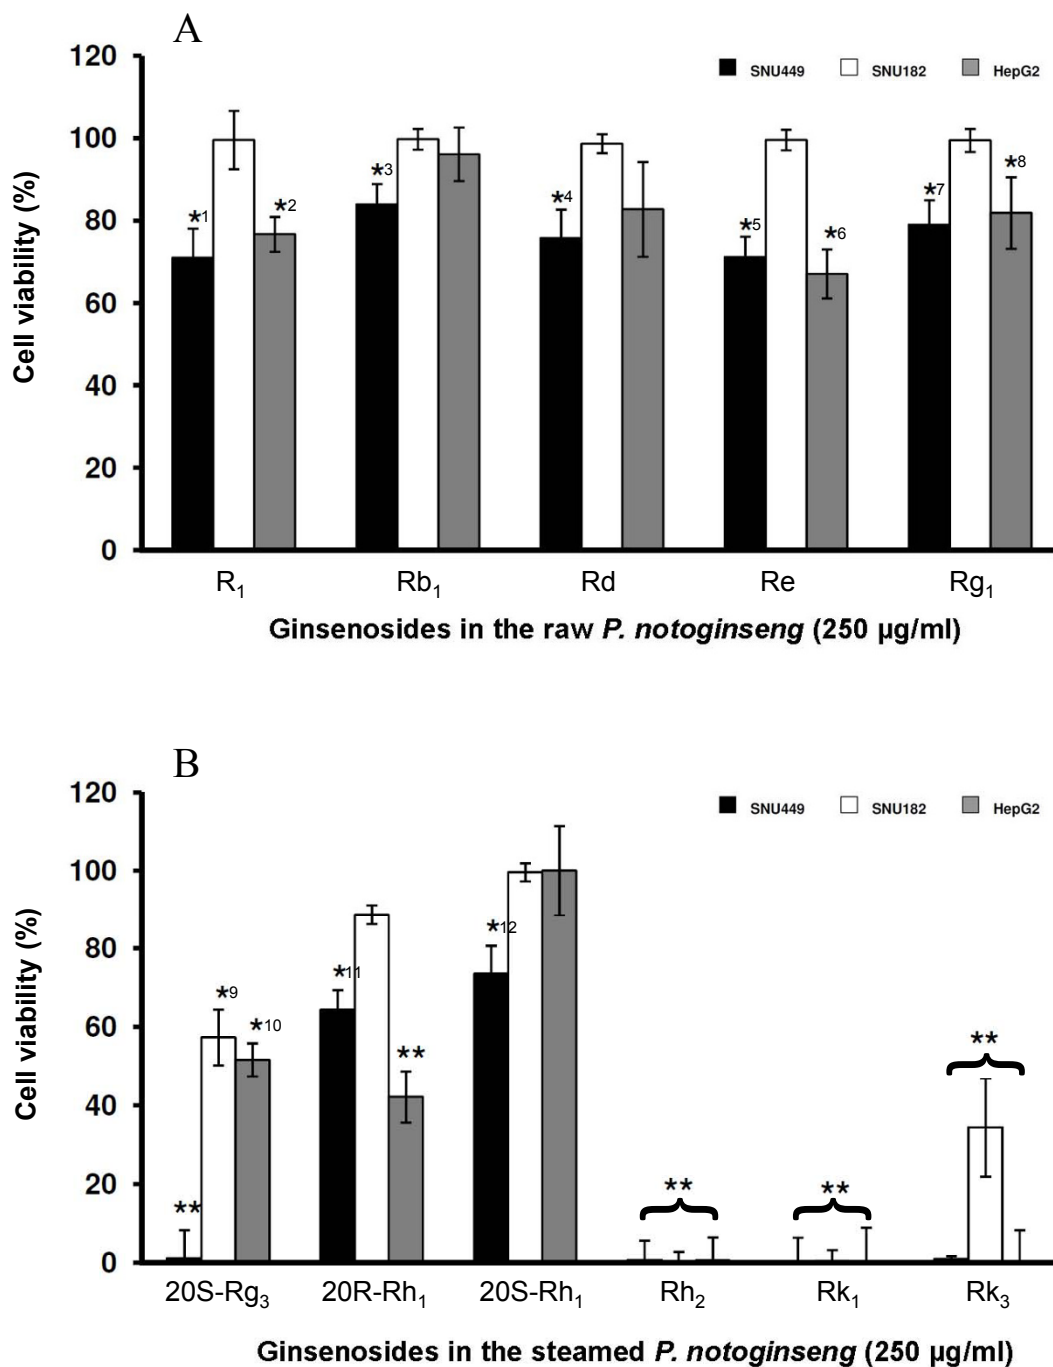 A
120
100
80
60
40
20
0
Cell viability (%)
SNU449 SNU182 HepG2
*1 *2 *3 *4 *5 *6 *7 *8
R1 Rb1 Rd Re Rg1
Ginsenosides in the raw P. notoginseng (250 µg/ml)
B
120
100
80
60
40
20
0
Cell viability (%)
SNU449 SNU182 HepG2
** *9 *10 *11 ** *12 ** ** **
20S-Rg3 20R-Rh1 20S-Rh1 Rh2 Rk1 Rk3
Ginsenosides in the steamed P. notoginseng (250 µg/ml)